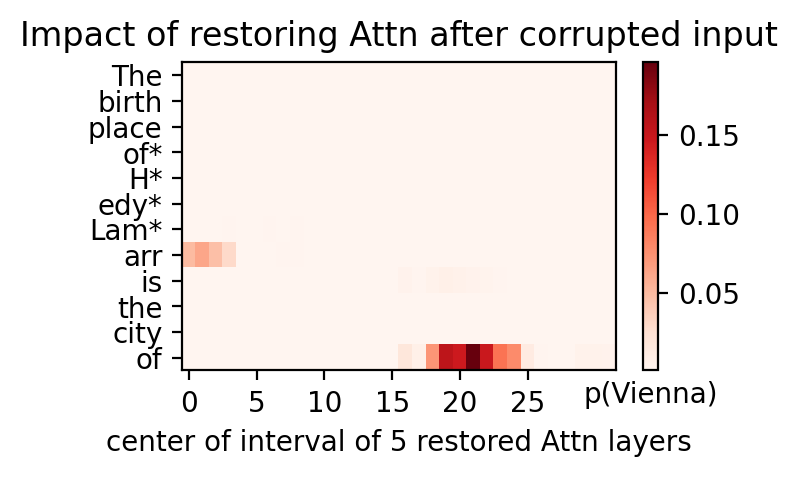 Impact of restoring Attn after corrupted input
The
birth
place
of*
H*
edy*
Lam*
arr
is
the
city
of
0 5 10 15 20 25
center of interval of 5 restored Attn layers
0.15
0.10
0.05
p(Vienna)